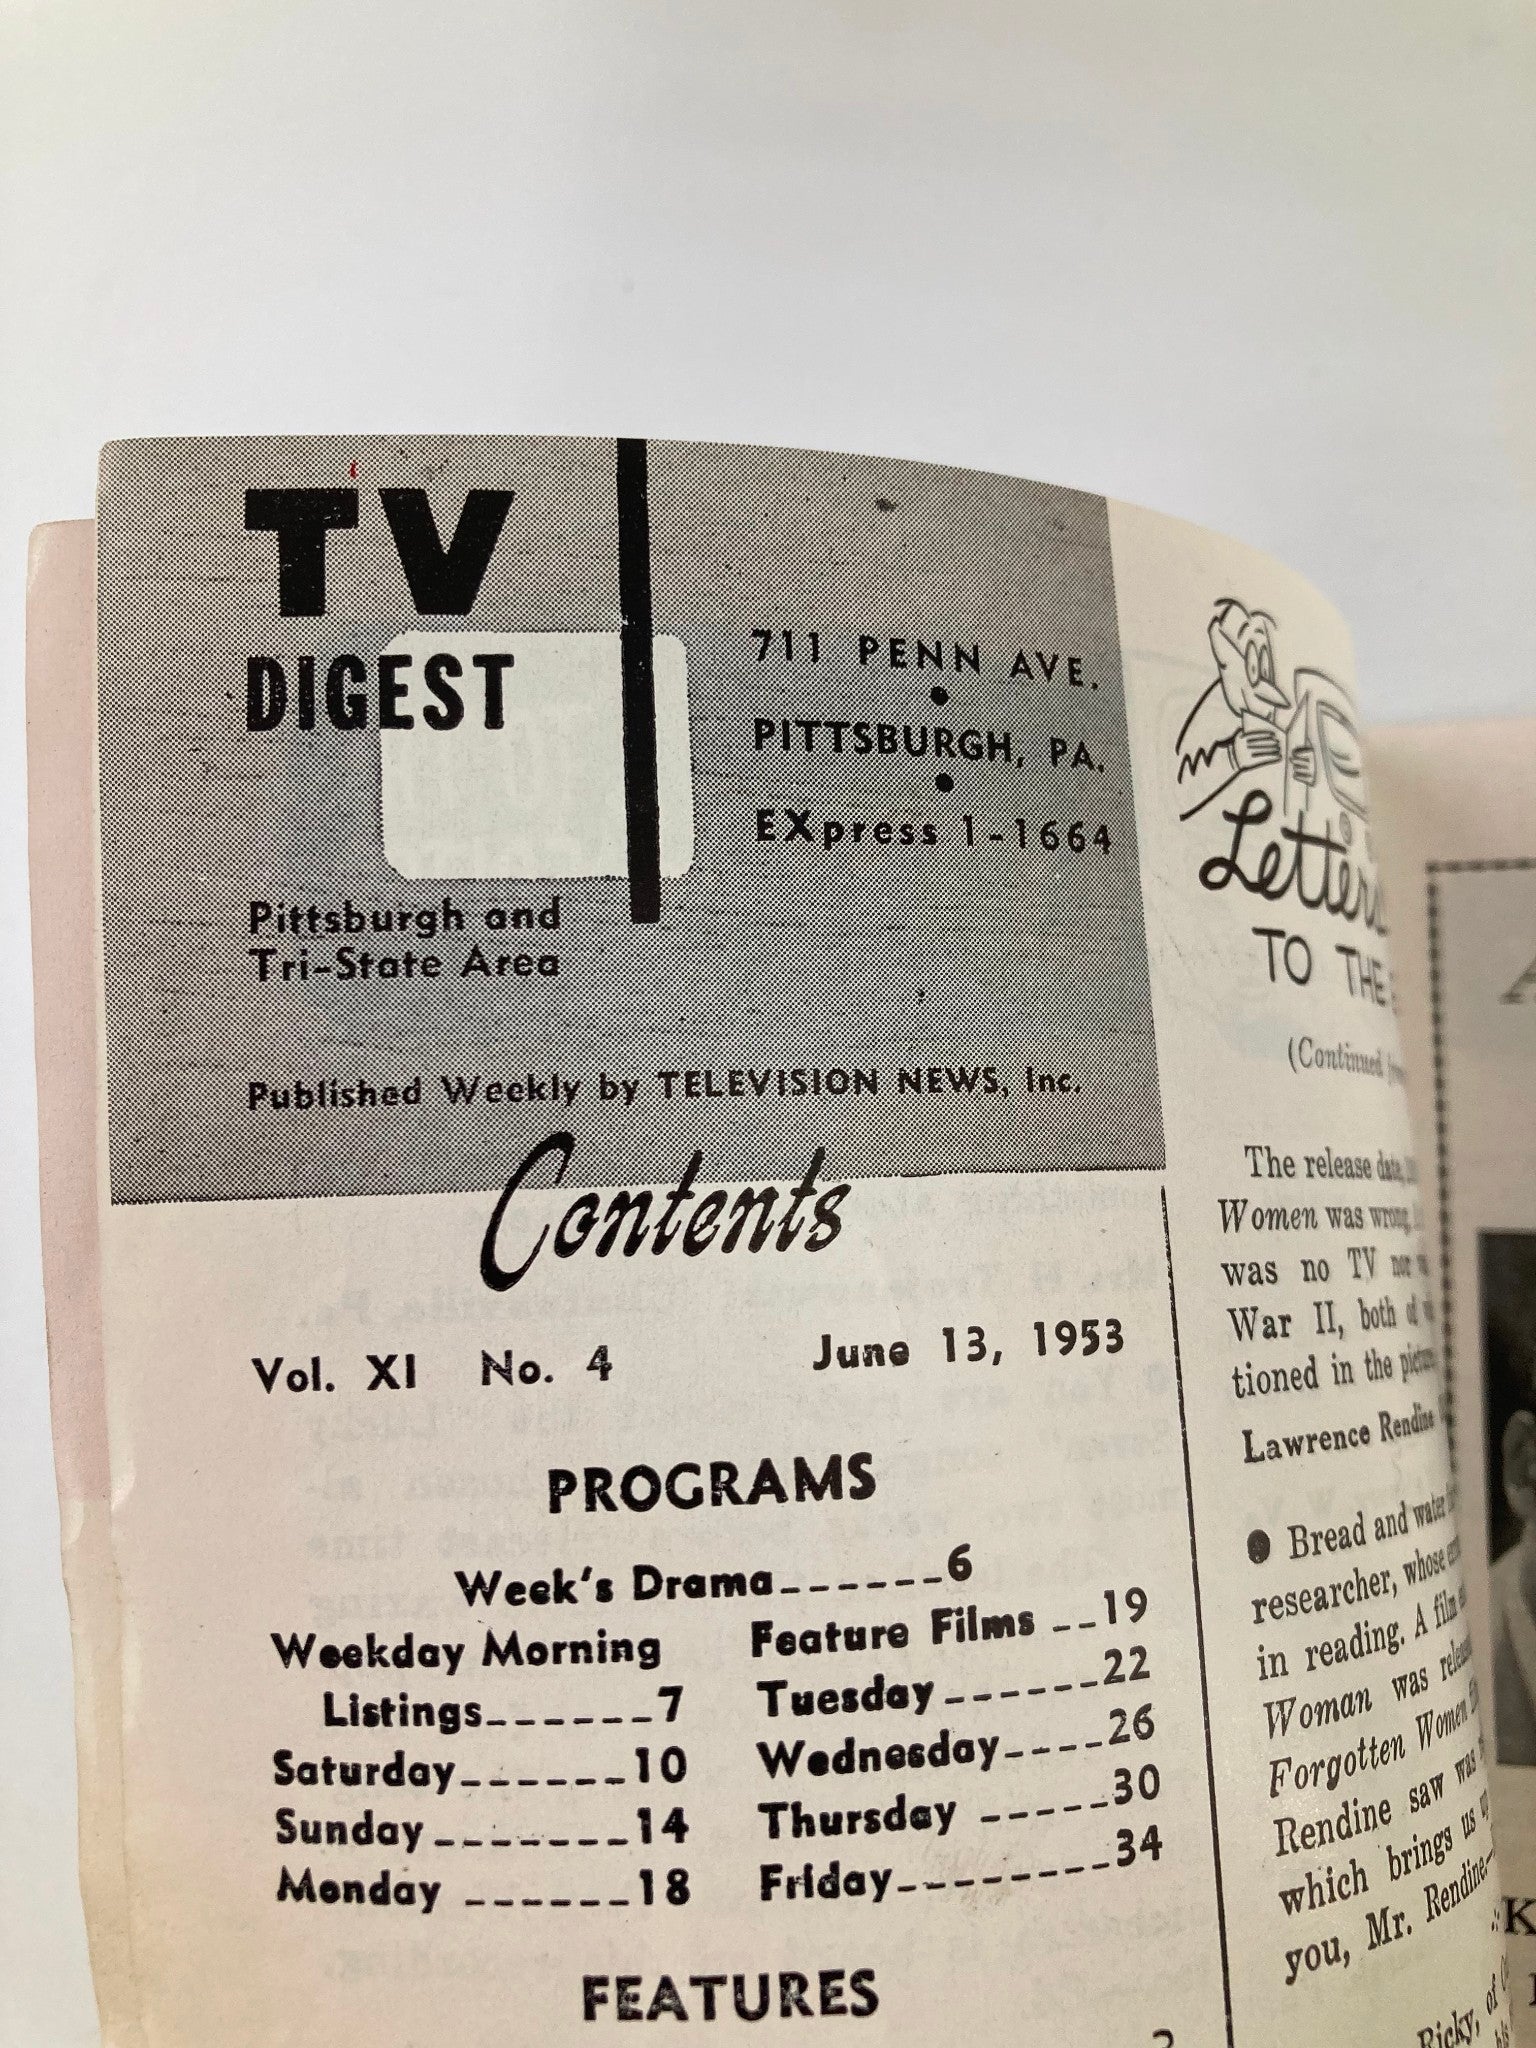 TV
DIGEST
711 PENN AVE.
PITTSBURGH, PA.
EXpress 1-1664
Pittsburgh and
Tri-State Area
Published Weekly by TELEVISION NEWS, Inc.
Contents
Vol. XI No. 4 June 13, 1953
PROGRAMS
Week's Drama------6
Weekday Morning
Listings------7
Saturday------10
Sunday-------14
Monday ------18
Feature Films --19
Tuesday------22
Wednesday----26
Thursday -----30
Friday--------34
FEATURES
Letters
TO THE
(Continued
The release date,
Women was wrong.
was no TV nor
War II, both of
tioned in the picture
Lawrence Rendine
● Bread and water
researcher, whose
in reading. A film
Woman was
Forgotten Women
Rendine saw was
which brings us
you, Mr. Rendine.—
Ricky, of